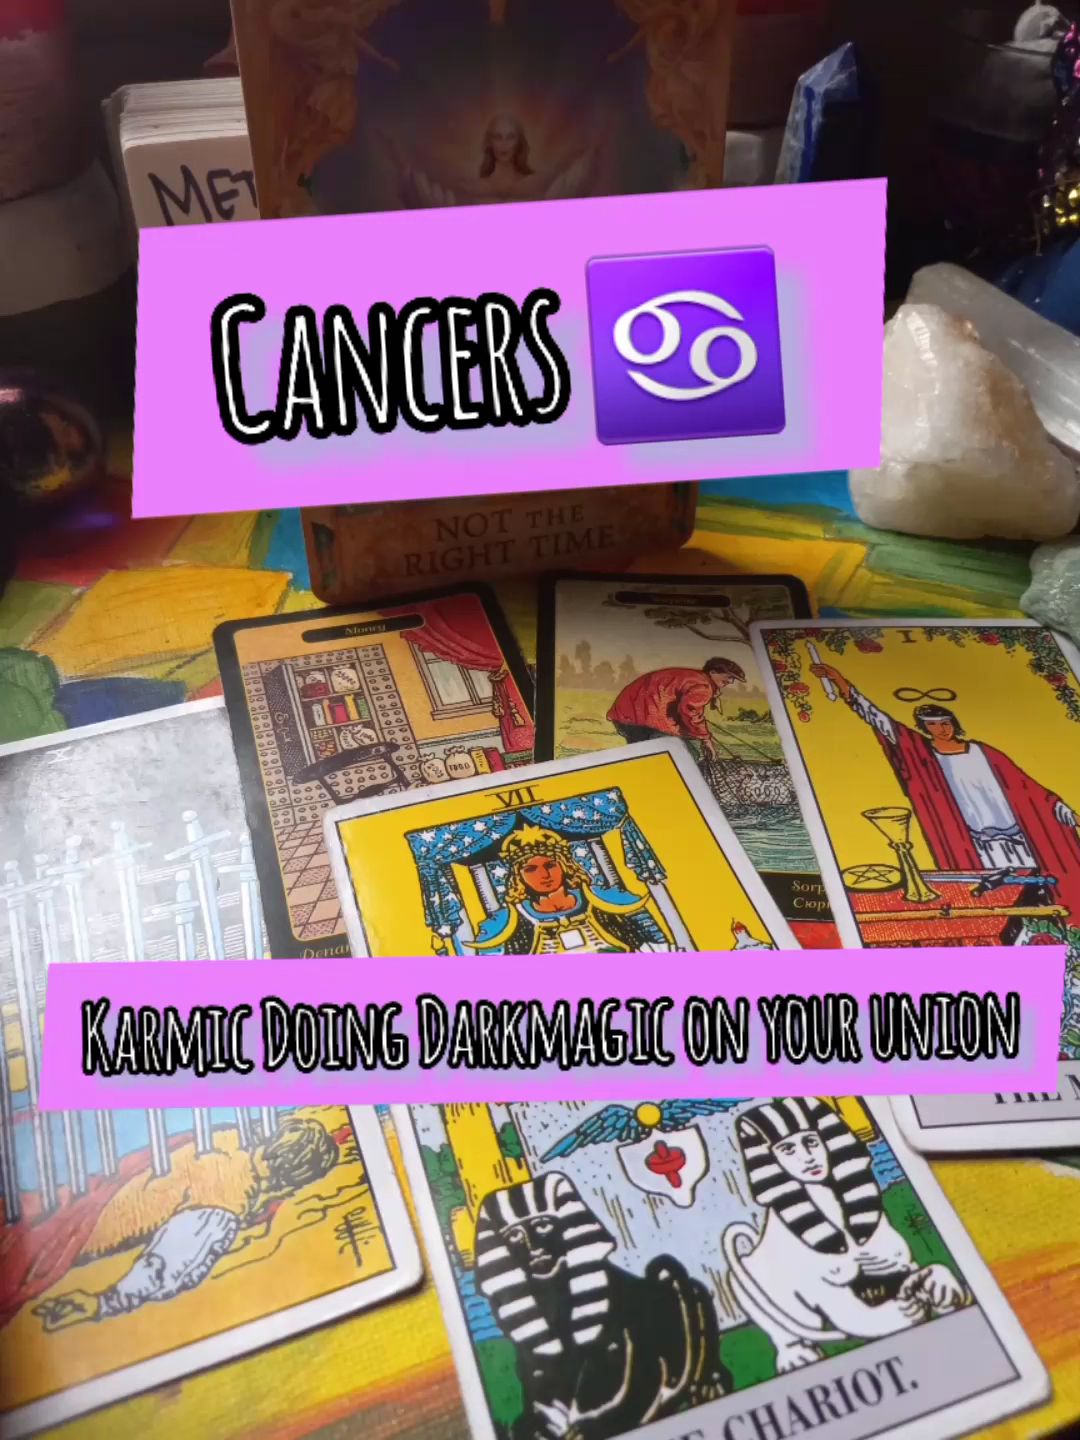 MET
CANCERS
NOT THE
RIGHT TIME
Money
I
X
VII
KARMIC DOING DARKMAGIC ON YOUR UNION
CHARIOT.